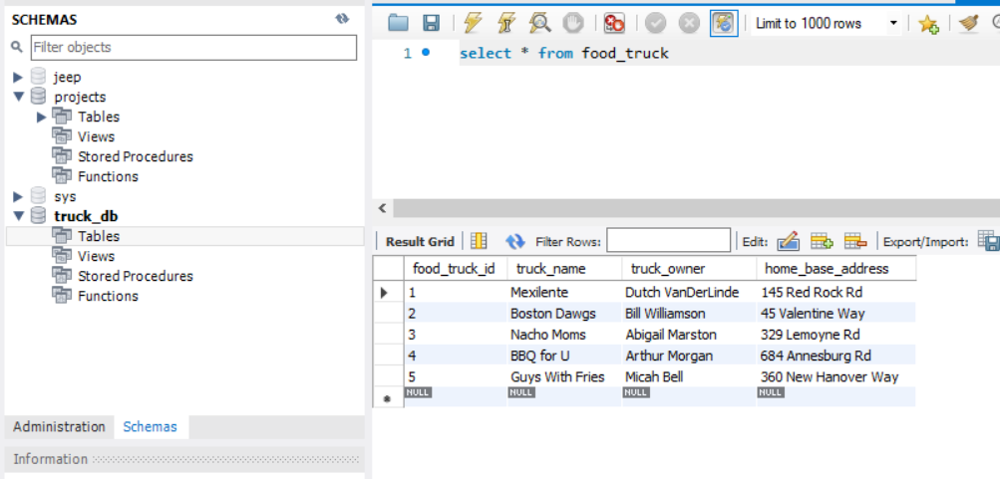 SCHEMAS
Filter objects
jeep
projects
Tables
Views
Stored Procedures
Functions
sys
truck_db
Tables
Views
Stored Procedures
Functions
Administration Schemas
Information
Limit to 1000 rows
1 select * from food_truck
Result Grid Filter Rows: Edit: Export/Import:
food_truck_id truck_name truck_owner home_base_address
1 Mexilente Dutch VanDerLinde 145 Red Rock Rd
2 Boston Dawgs Bill Williamson 45 Valentine Way
3 Nacho Moms Abigail Marston 329 Lemoyne Rd
4 BBQ for U Arthur Morgan 684 Annesburg Rd
5 Guys With Fries Micah Bell 360 New Hanover Way
NULL NULL NULL NULL